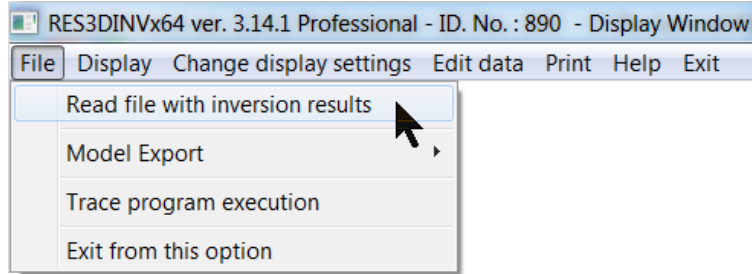 RES3DINVx64 ver. 3.14.1 Professional - ID. No. : 890 - Display Window
File Display Change display settings Edit data Print Help Exit
Read file with inversion results
Model Export
Trace program execution
Exit from this option